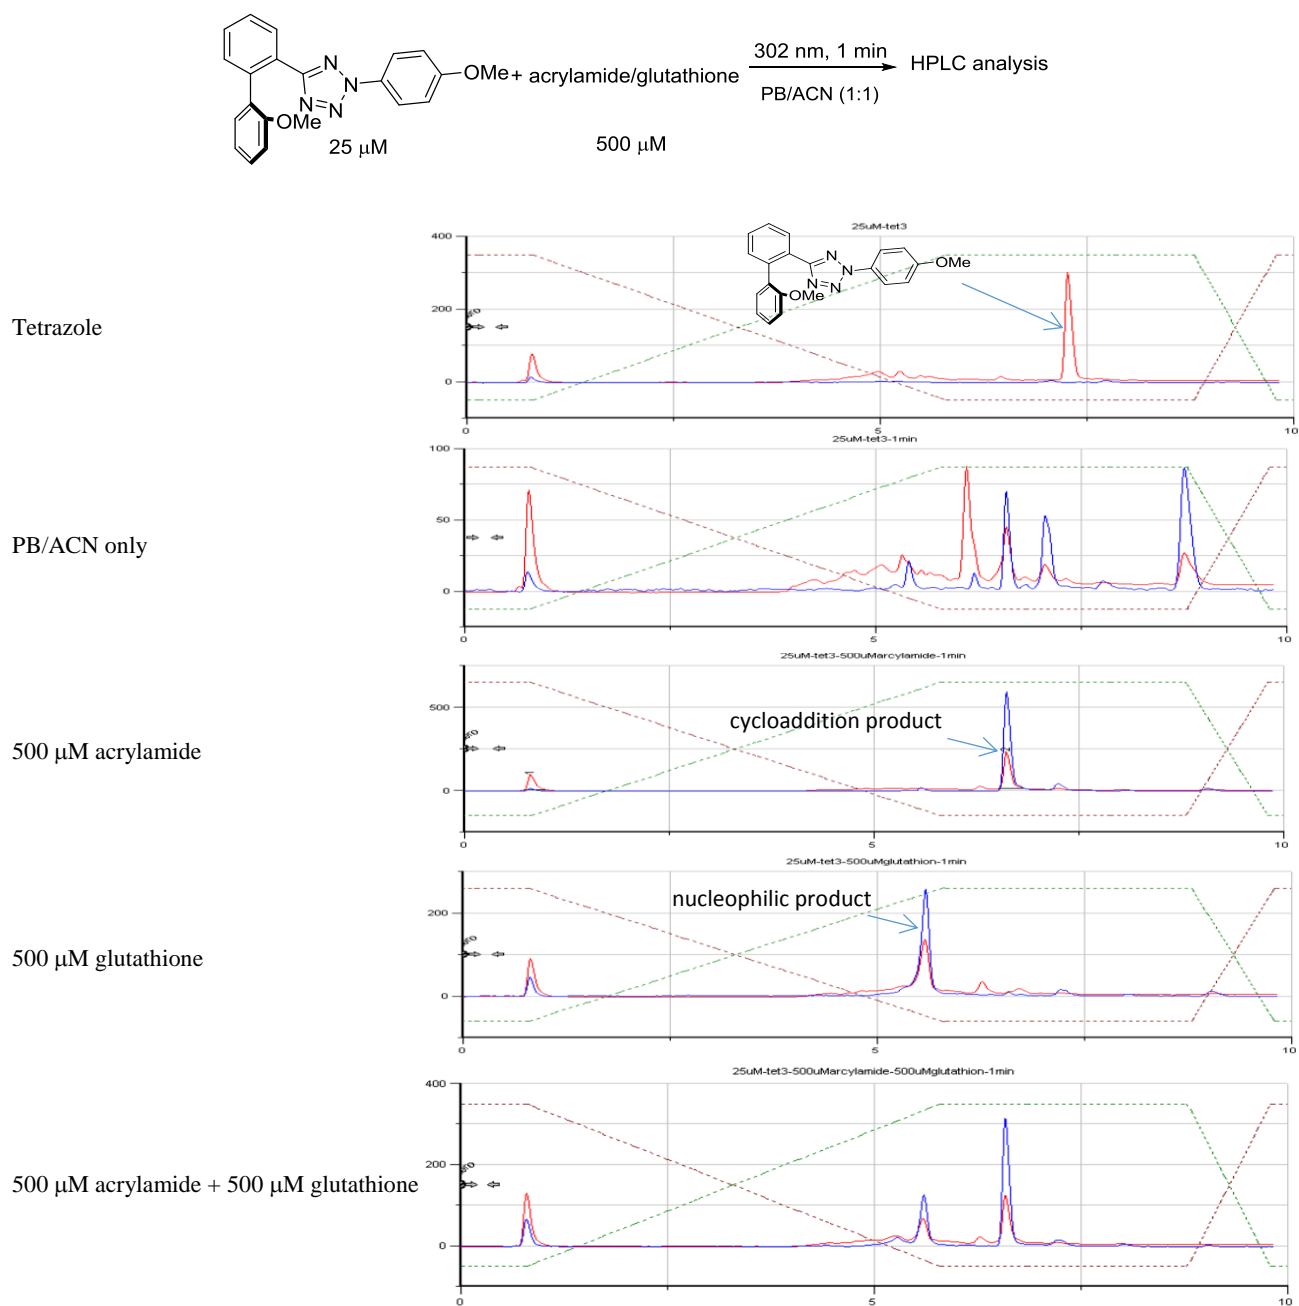 302 nm, 1 min
OMe + acrylamide/glutathione
HPLC analysis
PB/ACN (1:1)
N
N
N
N
OMe
25 μM
500 μM
25uM-tet3
Tetrazole
400
200
0
N
N
N
N
OMe
OMe
0
5
10
25uM-tet3-1min
PB/ACN only
100
50
0
0
5
10
25uM-tet3-500uMarcylamide-1min
500 μM acrylamide
500
0
cycloaddition product
1
2
0
5
10
25uM-tet3-500uMglutathion-1min
500 μM glutathione
200
0
nucleophilic product
0
5
10
25uM-tet3-500uMarcylamide-500uMglutathion-1min
500 μM acrylamide + 500 μM glutathione
400
200
0
0
5
10